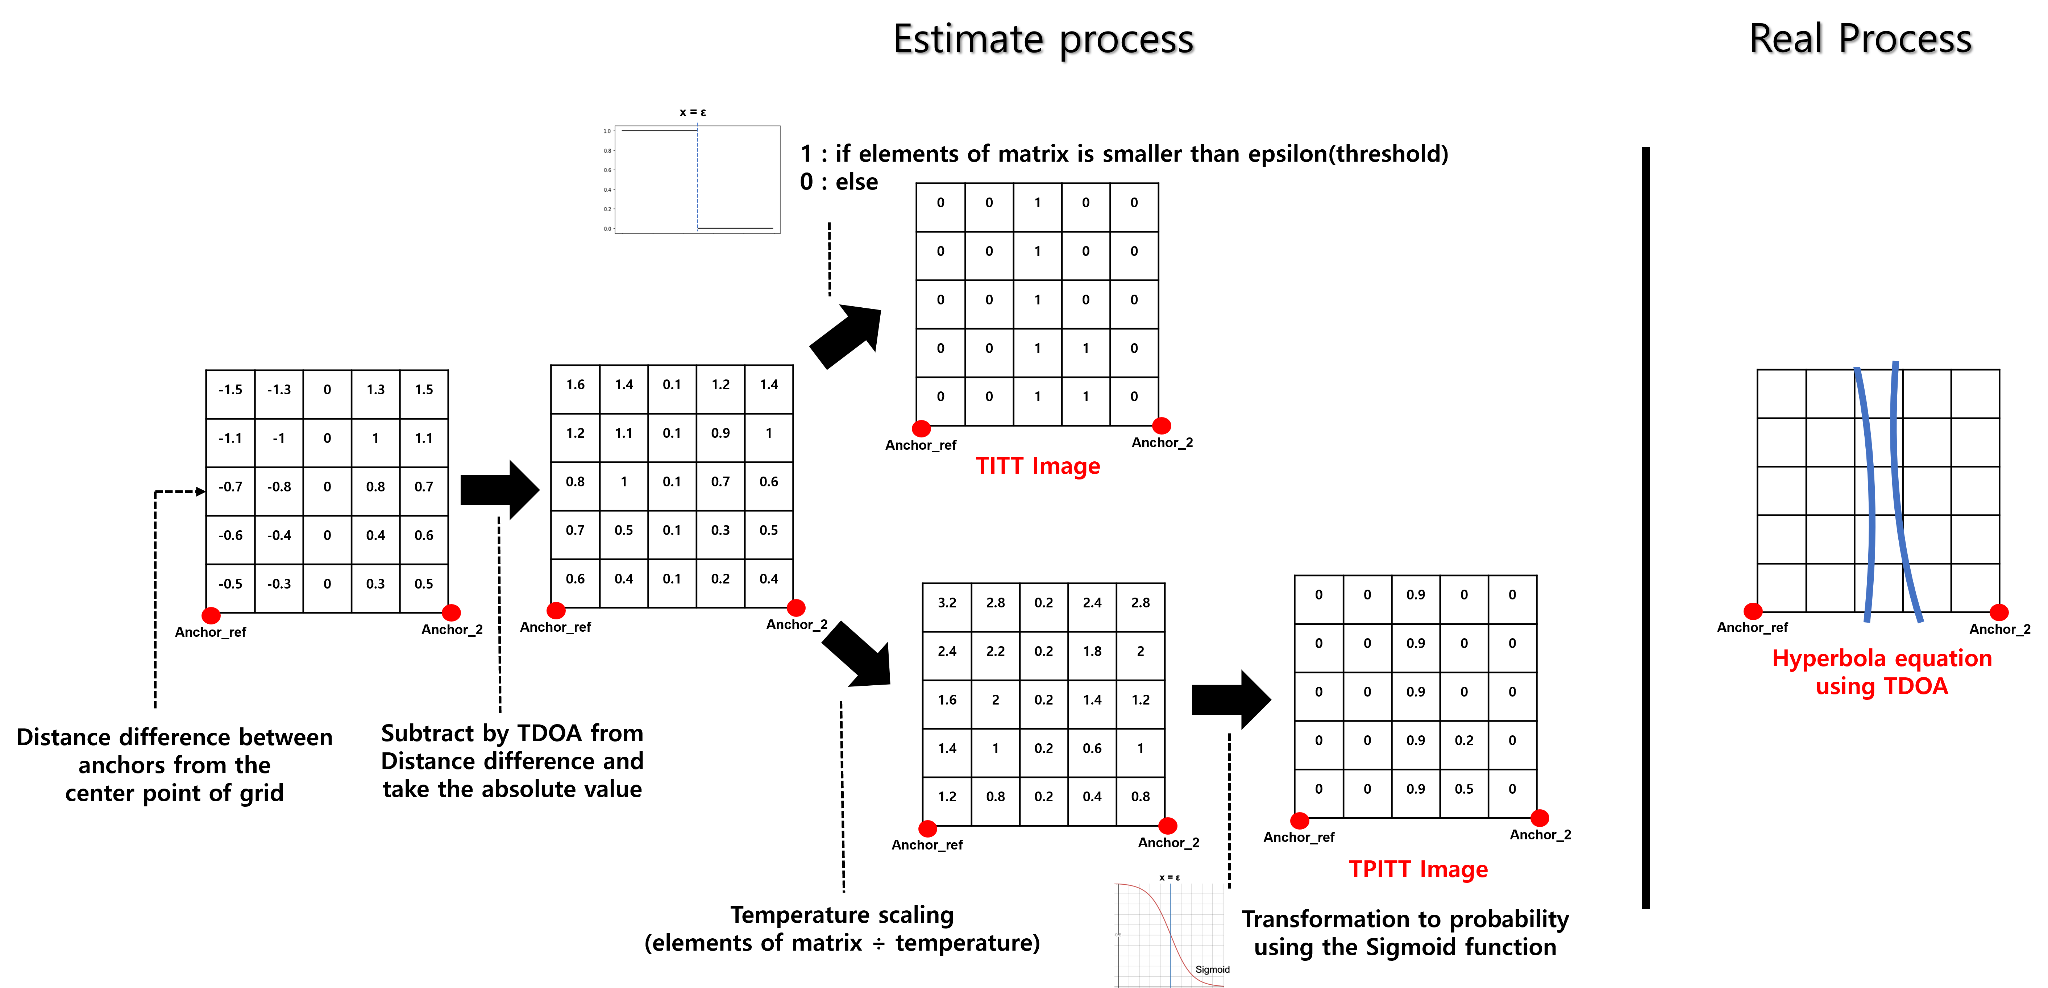 Estimate process
Real Process
x = ε
1.0
0.8
0.6
0.4
0.2
0.0
1 : if elements of matrix is smaller than epsilon(threshold)
0 : else
0 0 1 0 0
0 0 1 0 0
0 0 1 0 0
0 0 1 1 0
0 0 1 1 0
Anchor_ref
Anchor_2
TITT Image
-1.5 -1.3 0 1.3 1.5
-1.1 -1 0 1 1.1
-0.7 -0.8 0 0.8 0.7
-0.6 -0.4 0 0.4 0.6
-0.5 -0.3 0 0.3 0.5
Anchor_ref
Anchor_2
Distance difference between
anchors from the
center point of grid
1.6 1.4 0.1 1.2 1.4
1.2 1.1 0.1 0.9 1
0.8 1 0.1 0.7 0.6
0.7 0.5 0.1 0.3 0.5
0.6 0.4 0.1 0.2 0.4
Anchor_ref
Anchor_2
Subtract by TDOA from
Distance difference and
take the absolute value
3.2 2.8 0.2 2.4 2.8
2.4 2.2 0.2 1.8 2
1.6 2 0.2 1.4 1.2
1.4 1 0.2 0.6 1
1.2 0.8 0.2 0.4 0.8
Anchor_ref
Anchor_2
Temperature scaling
(elements of matrix ÷ temperature)
0 0 0.9 0 0
0 0 0.9 0 0
0 0 0.9 0 0
0 0 0.9 0.2 0
0 0 0.9 0.5 0
Anchor_ref
Anchor_2
TPITT Image
x = ε
Sigmoid
Transformation to probability
using the Sigmoid function
Anchor_ref
Anchor_2
Hyperbola equation
using TDOA